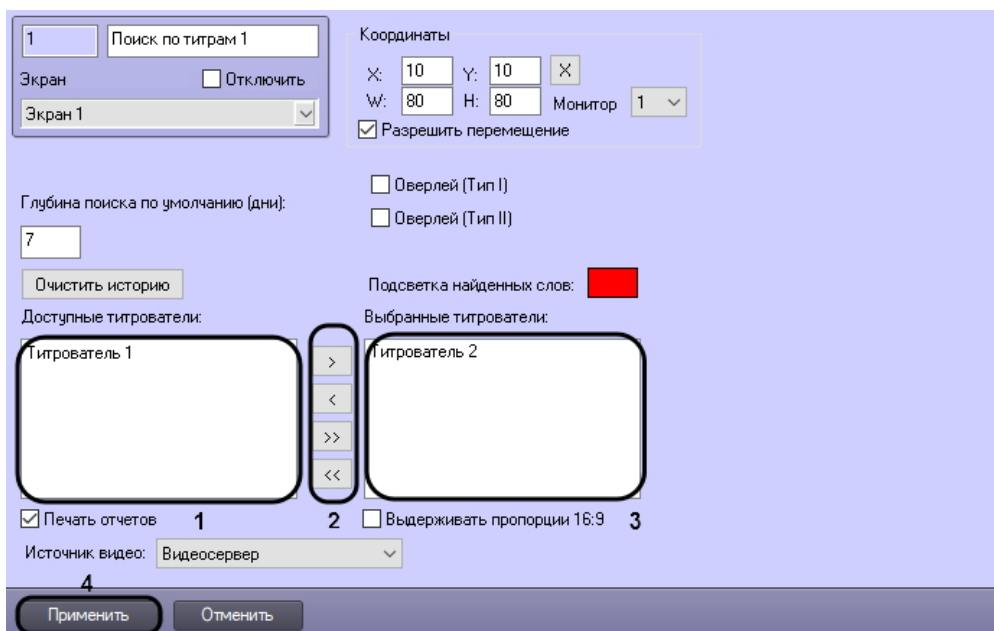 1 Поиск по титрам 1
Экран Отключить
Экран 1
Координаты
X: 10 Y: 10 X
W: 80 H: 80 Монитор 1
Разрешить перемещение
Оверлей (Тип I)
Глубина поиска по умолчанию (дни):
Оверлей (Тип II)
7
Очистить историю Подсветка найденных слов:
Доступные титрователи: Выбранные титрователи:
Титрователь 1 > Титрователь 2
<
>>
<<
Печать отчетов 1 2 Выдерживать пропорции 16:9 3
Источник видео: Видеосервер
4
Применить Отменить